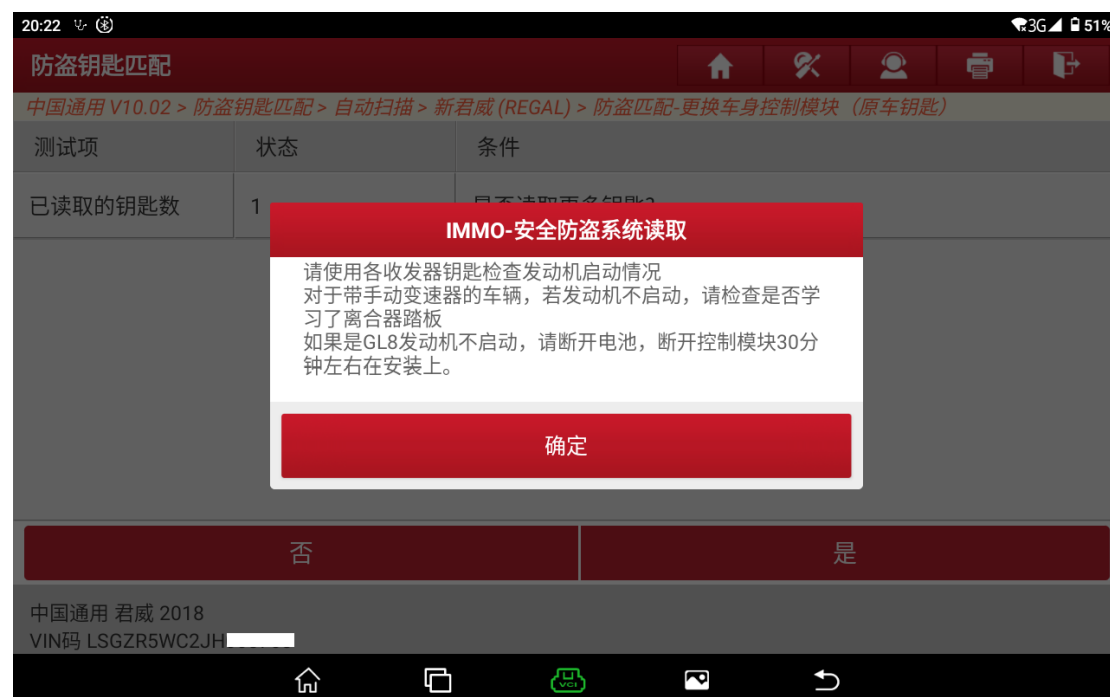 20:22 3G 51%
防盗钥匙匹配
中国通用 V10.02 > 防盗钥匙匹配 > 自动扫描 > 新君威 (REGAL) > 防盗匹配-更换车身控制模块（原车钥匙）
测试项 状态 条件
已读取的钥匙数 1 是否读取更多钥匙?
IMMO-安全防盗系统读取
请使用各收发器钥匙检查发动机启动情况
对于带手动变速器的车辆，若发动机不启动，请检查是否学
习了离合器踏板
如果是GL8发动机不启动，请断开电池，断开控制模块30分
钟左右在安装上。
确定
否 是
中国通用 君威 2018
VIN码 LSGZR5WC2JH
VCI